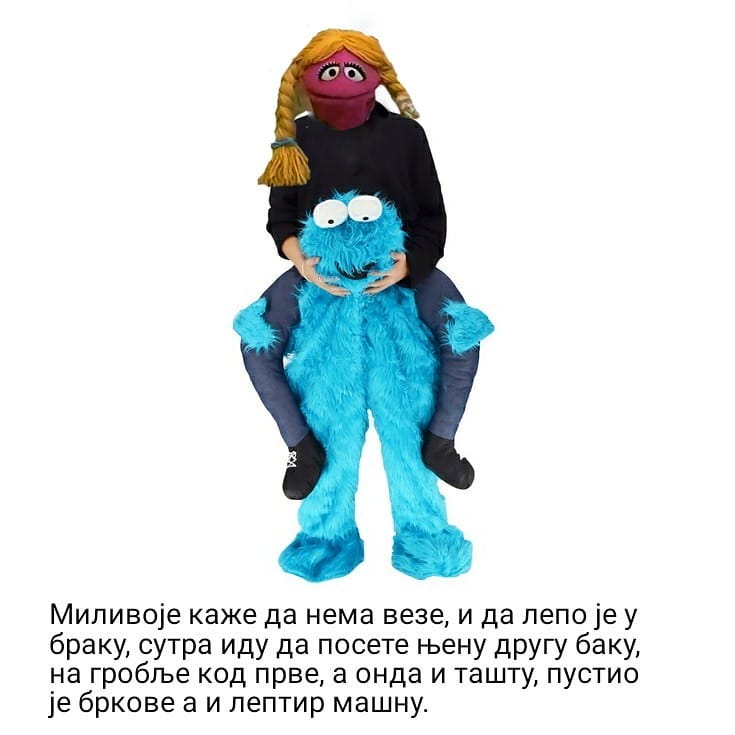 Миливоје каже да нема везе, и да лепо је у
браку, сутра иду да посете њену другу баку,
на гробље код прве, а онда и ташту, пустио
је бркове а и лептир машну.